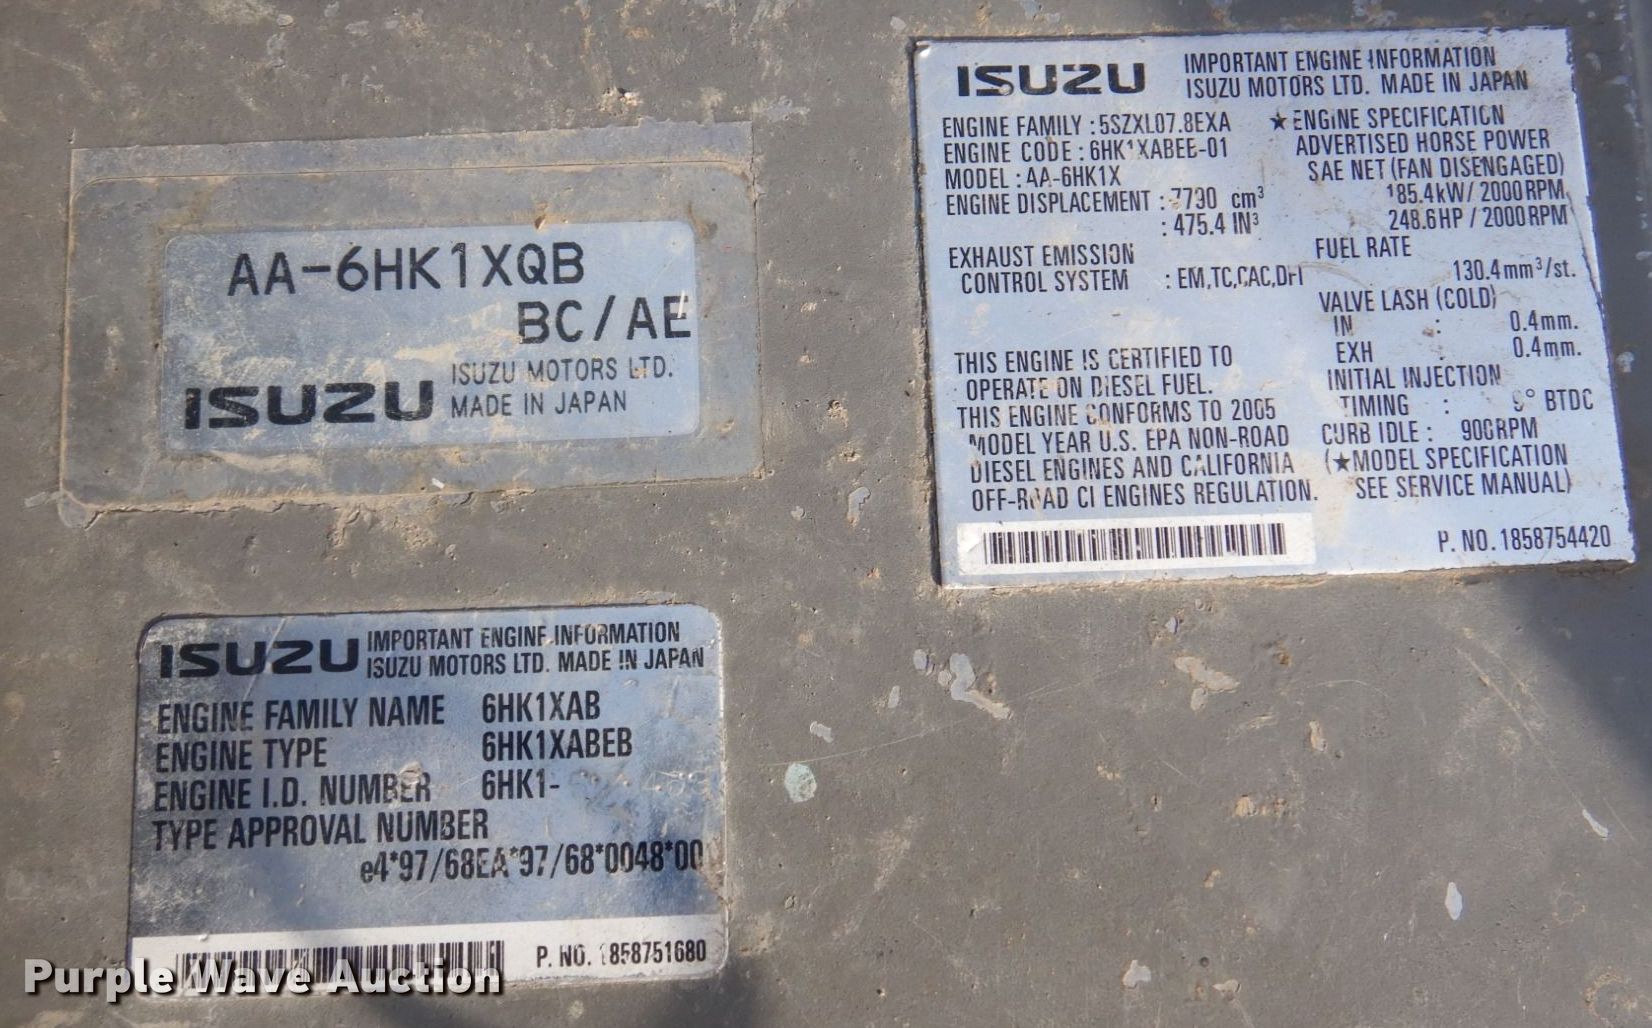 AA-6HK1XQB
BC/AE
ISUZU
ISUZU MOTORS LTD.
MADE IN JAPAN
ISUZU
IMPORTANT ENGINE INFORMATION
ISUZU MOTORS LTD. MADE IN JAPAN
ENGINE FAMILY : 5SZXL07.8EXA
ENGINE CODE : 6HK1XABEB-01
MODEL : AA-6HK1X
ENGINE DISPLACEMENT : 7790 cm³
: 475.4 IN³
EXHAUST EMISSION
CONTROL SYSTEM : EM,TC,CAC,DFI
THIS ENGINE IS CERTIFIED TO
OPERATE ON DIESEL FUEL.
THIS ENGINE CONFORMS TO 2005
MODEL YEAR U.S. EPA NON-ROAD
DIESEL ENGINES AND CALIFORNIA
OFF-ROAD CI ENGINES REGULATION.
★ENGINE SPECIFICATION
ADVERTISED HORSE POWER
SAE NET (FAN DISENGAGED)
185.4kW/2000RPM
248.6HP/2000RPM
FUEL RATE
130.4mm³/st.
VALVE LASH (COLD)
IN : 0.4mm.
EXH : 0.4mm.
INITIAL INJECTION
TIMING : BTDC
CURB IDLE : 900RPM
(★MODEL SPECIFICATION
SEE SERVICE MANUAL)
P. NO. 1858754420
ISUZU
IMPORTANT ENGINE INFORMATION
ISUZU MOTORS LTD. MADE IN JAPAN
ENGINE FAMILY NAME 6HK1XAB
ENGINE TYPE 6HK1XABEB
ENGINE I.D. NUMBER 6HK1-
TYPE APPROVAL NUMBER
e4*97/68EA*97/68*0048*00
P. NO. 1858751680
Purple Wave Auction